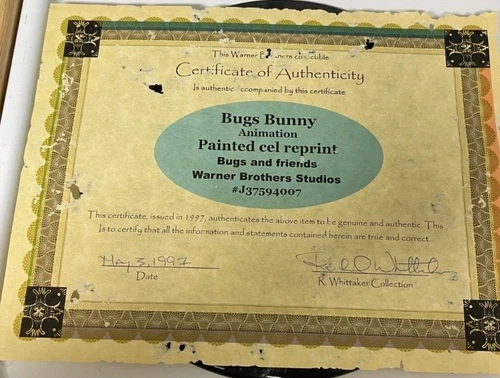 This Warner Brothers collectible
Certificate of Authenticity
Is authentic accompanied by this certificate
Bugs Bunny
Animation
Painted cel reprint
Bugs and friends
Warner Brothers Studios
#J37594007
This certificate, issued in 1997, authenticates the above item to be genuine and authentic. This
Is to certify that all the information and statements contained herein are true and correct.
May 3, 1997
Date
R. Whittaker Collection